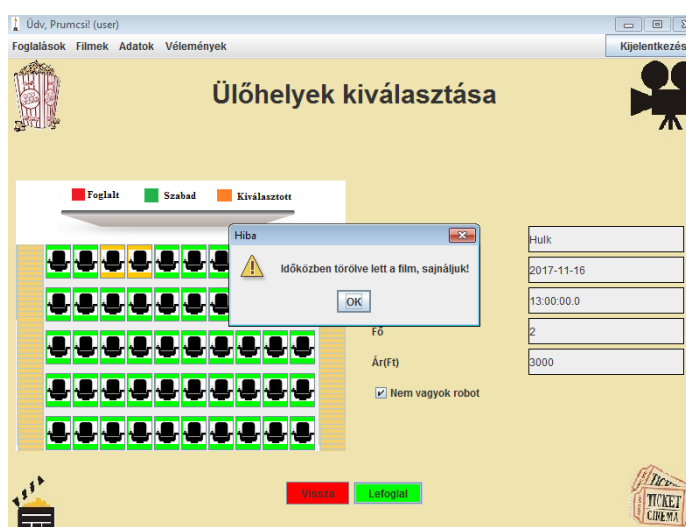 Üdv, Prumcsi! (user)
Foglalások Filmek Adatok Vélemények Kijelentkezés
Ülőhelyek kiválasztása
Foglalt Szabad Kiválasztott
Hiba
Időközben törölve lett a film, sajnáljuk!
OK
Hulk
2017-11-16
13:00:00.0
Fő 2
Ár(Ft) 3000
Nem vagyok robot
Vissza Lefoglal
TICKET
CINEMA